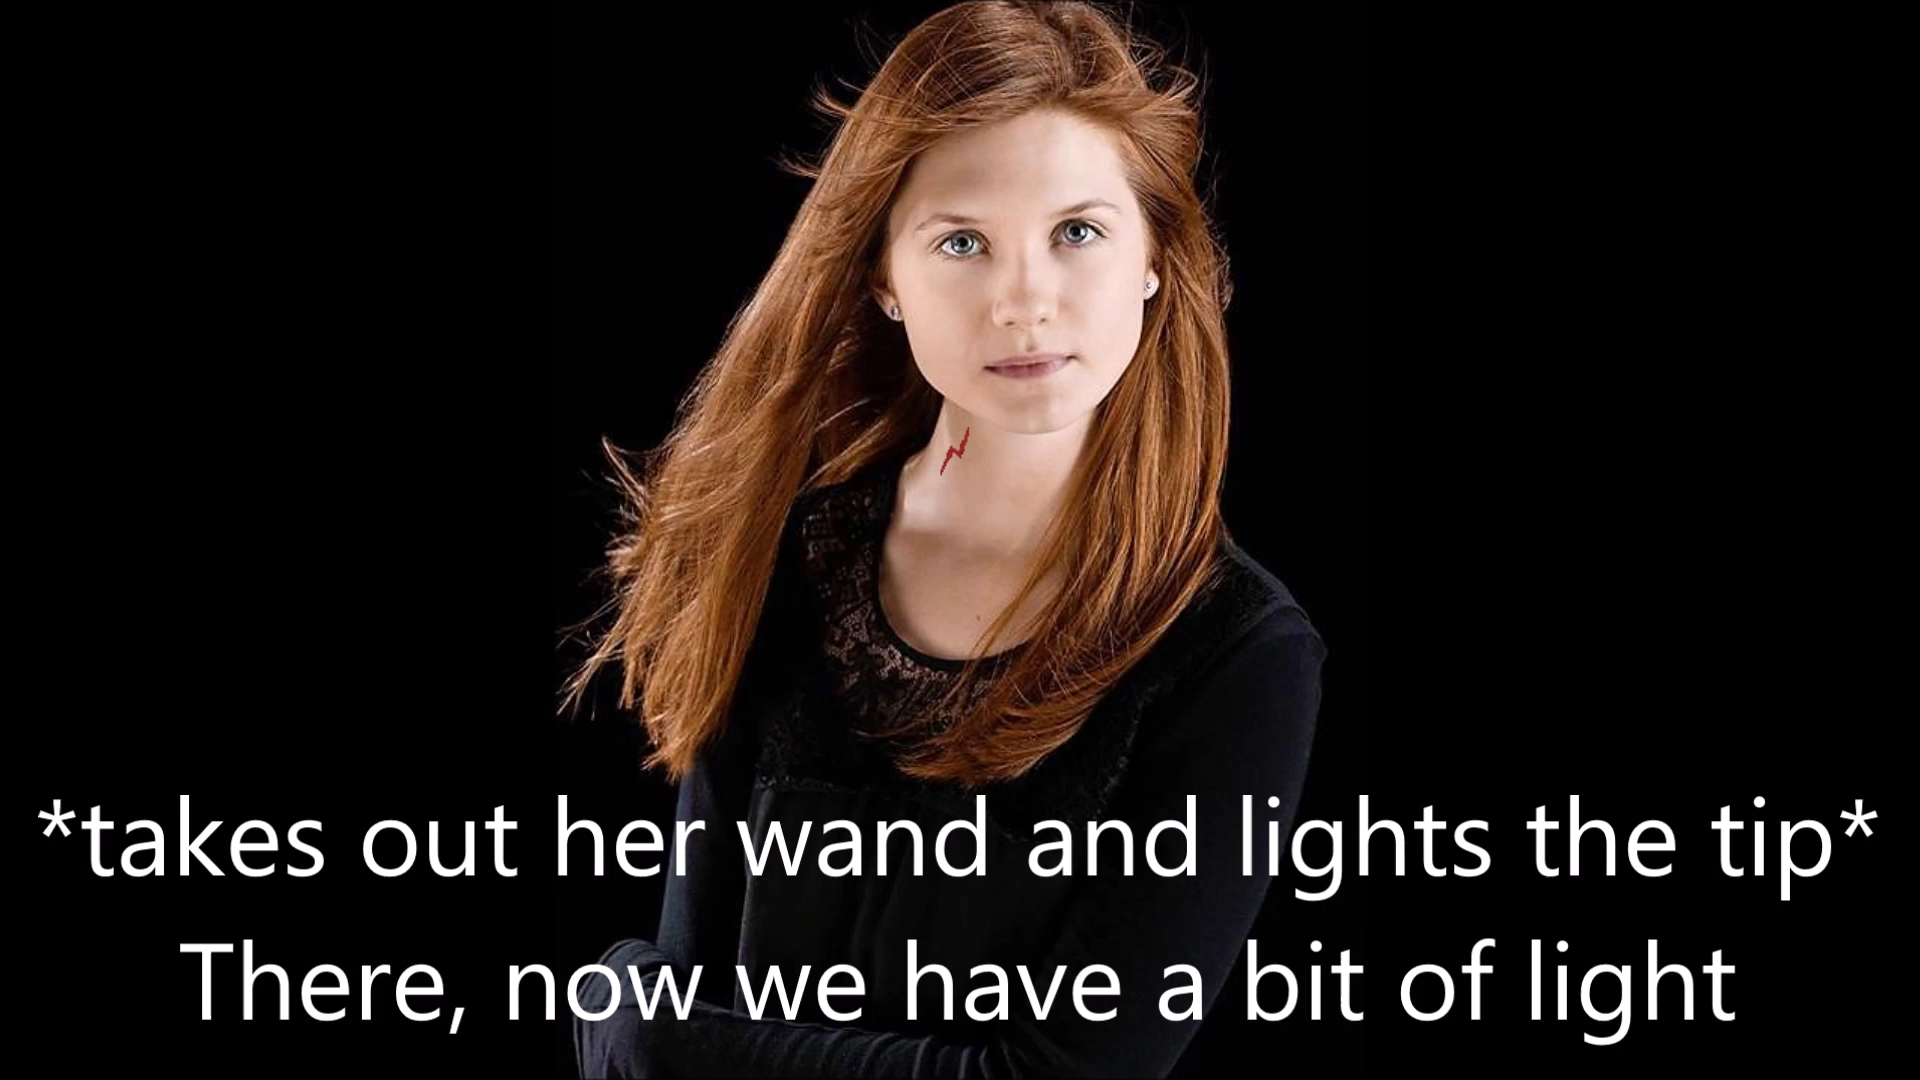 *takes out her wand and lights the tip*
There, now we have a bit of light